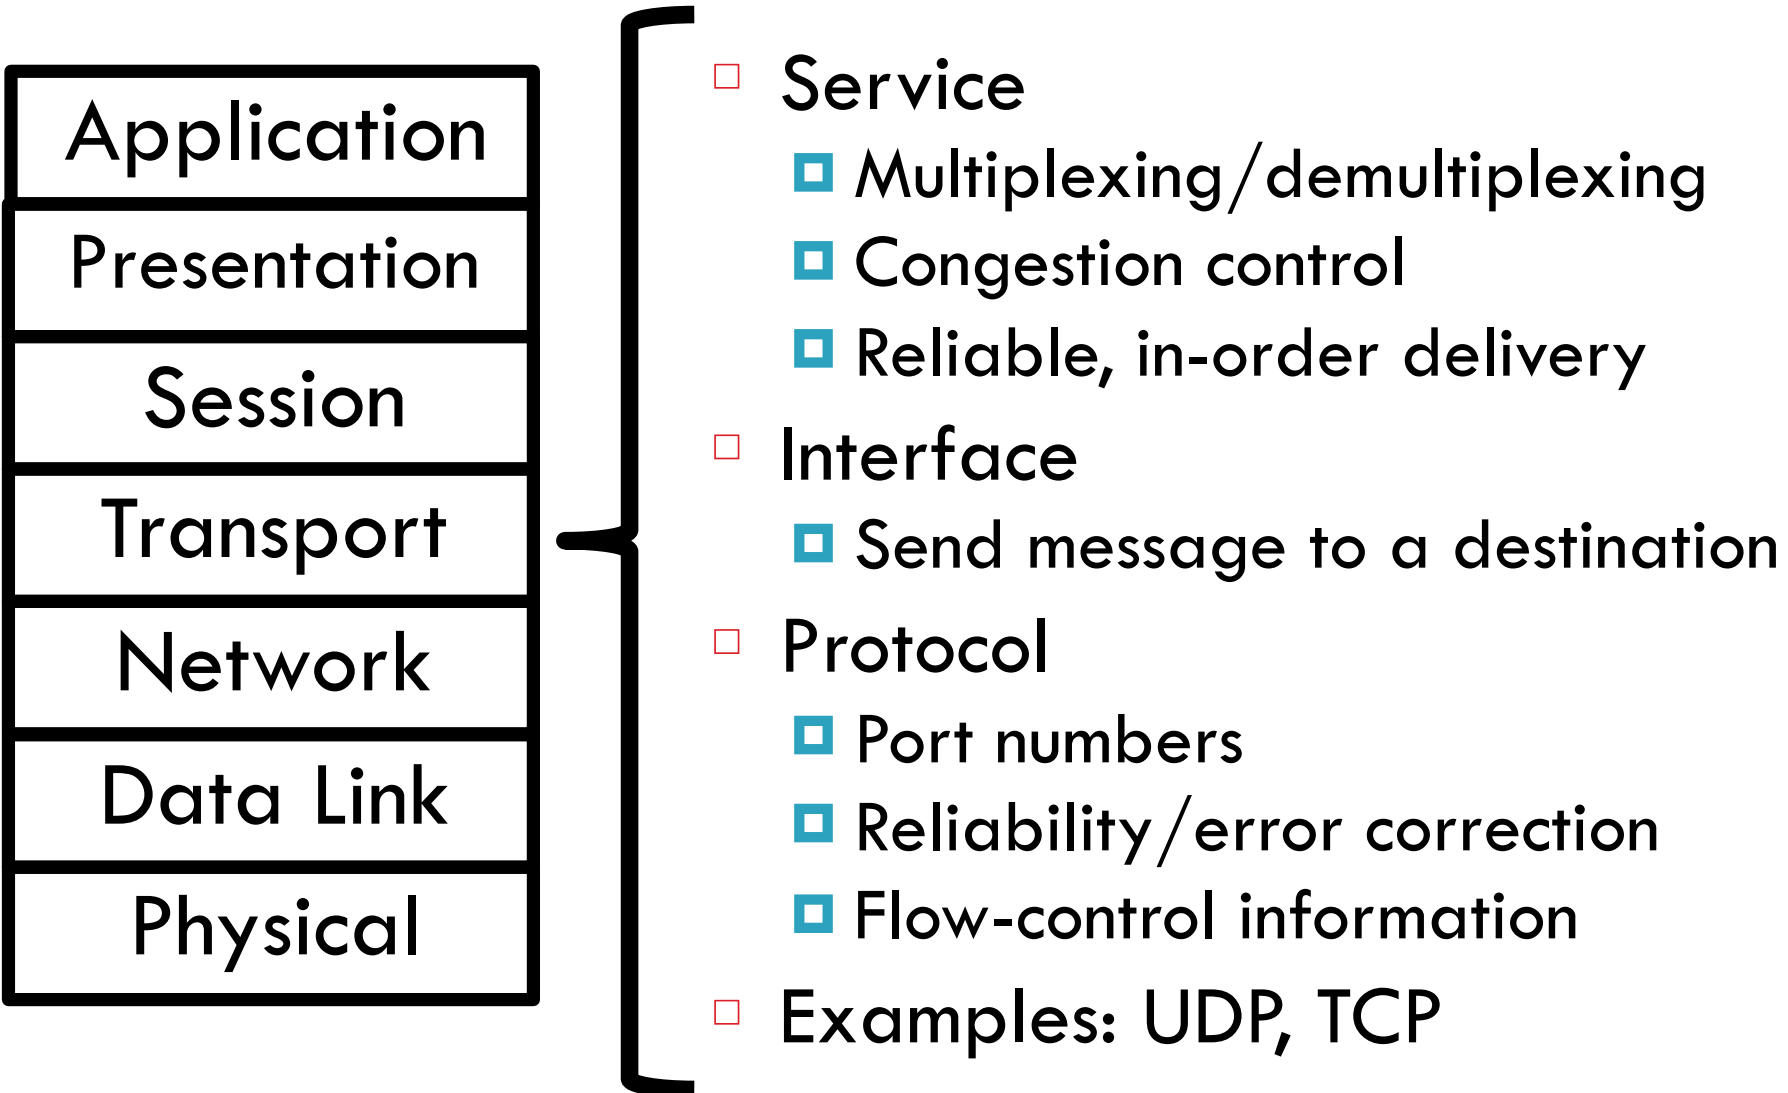 Application
Presentation
Session
Transport
Network
Data Link
Physical
Service
Multiplexing/demultiplexing
Congestion control
Reliable, in-order delivery
Interface
Send message to a destination
Protocol
Port numbers
Reliability/error correction
Flow-control information
Examples: UDP, TCP